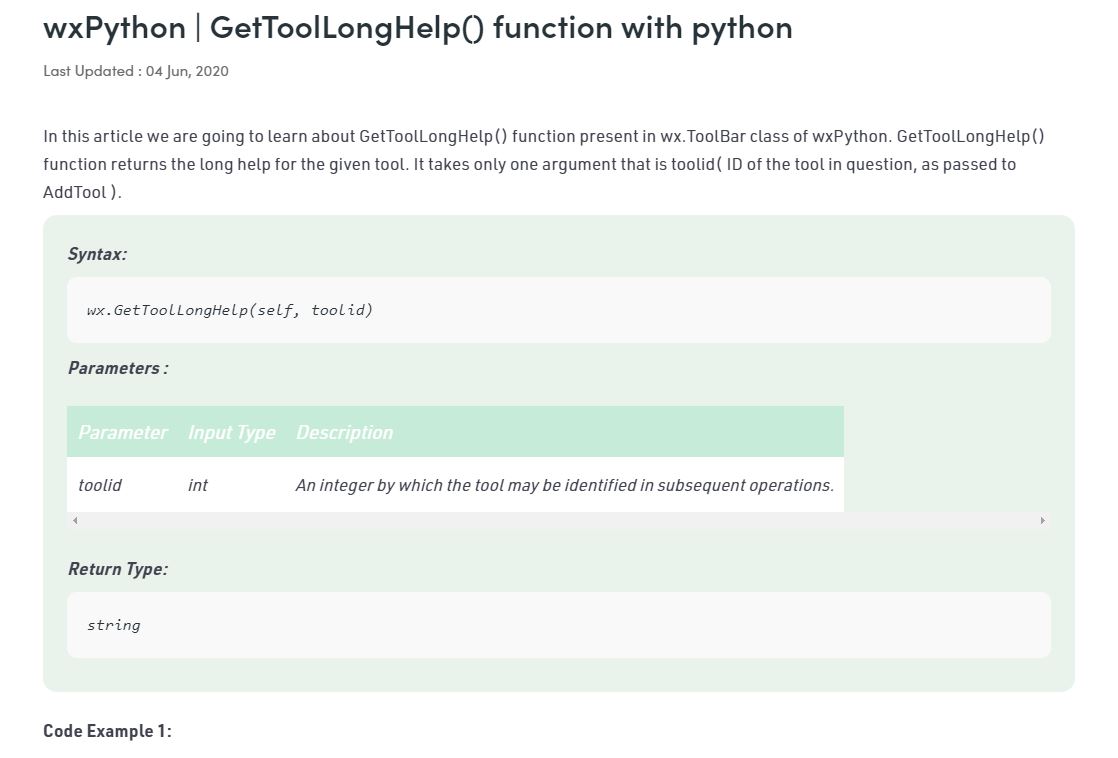 wxPython | GetToolLongHelp() function with python
Last Updated : 04 Jun, 2020
In this article we are going to learn about GetToolLongHelp() function present in wx.ToolBar class of wxPython. GetToolLongHelp()
function returns the long help for the given tool. It takes only one argument that is toolid( ID of the tool in question, as passed to
AddTool ).
Syntax:
wx.GetToolLongHelp(self, toolid)
Parameters :
Parameter Input Type Description
toolid int An integer by which the tool may be identified in subsequent operations.
Return Type:
string
Code Example 1: